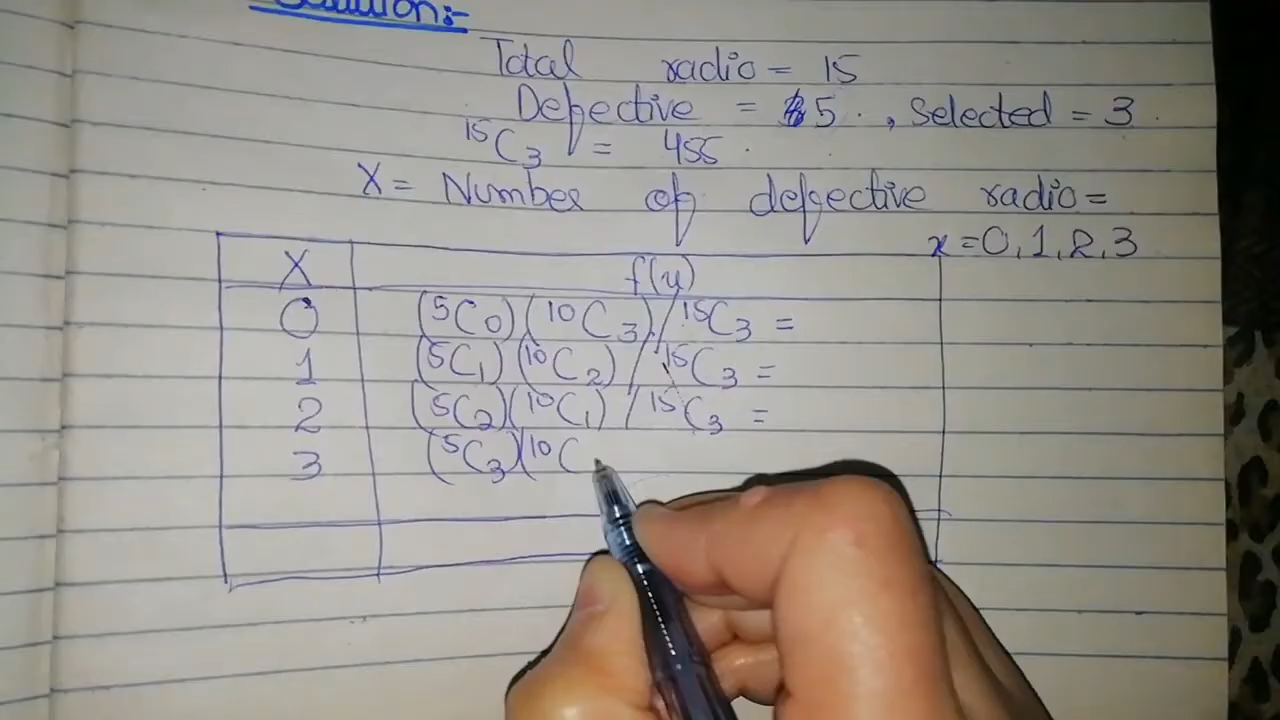 Solution:-
Total radio = 15
Defective = 5. , Selected = 3.
¹⁵C₃ = 455.
X = Number of defective radio =
x = 0, 1, 2, 3
X f(x)
0 (⁵C₀)(¹⁰C₃)/¹⁵C₃ =
1 (⁵C₁)(¹⁰C₂)/¹⁵C₃ =
2 (⁵C₂)(¹⁰C₁)/¹⁵C₃ =
3 (⁵C₃)(¹⁰C